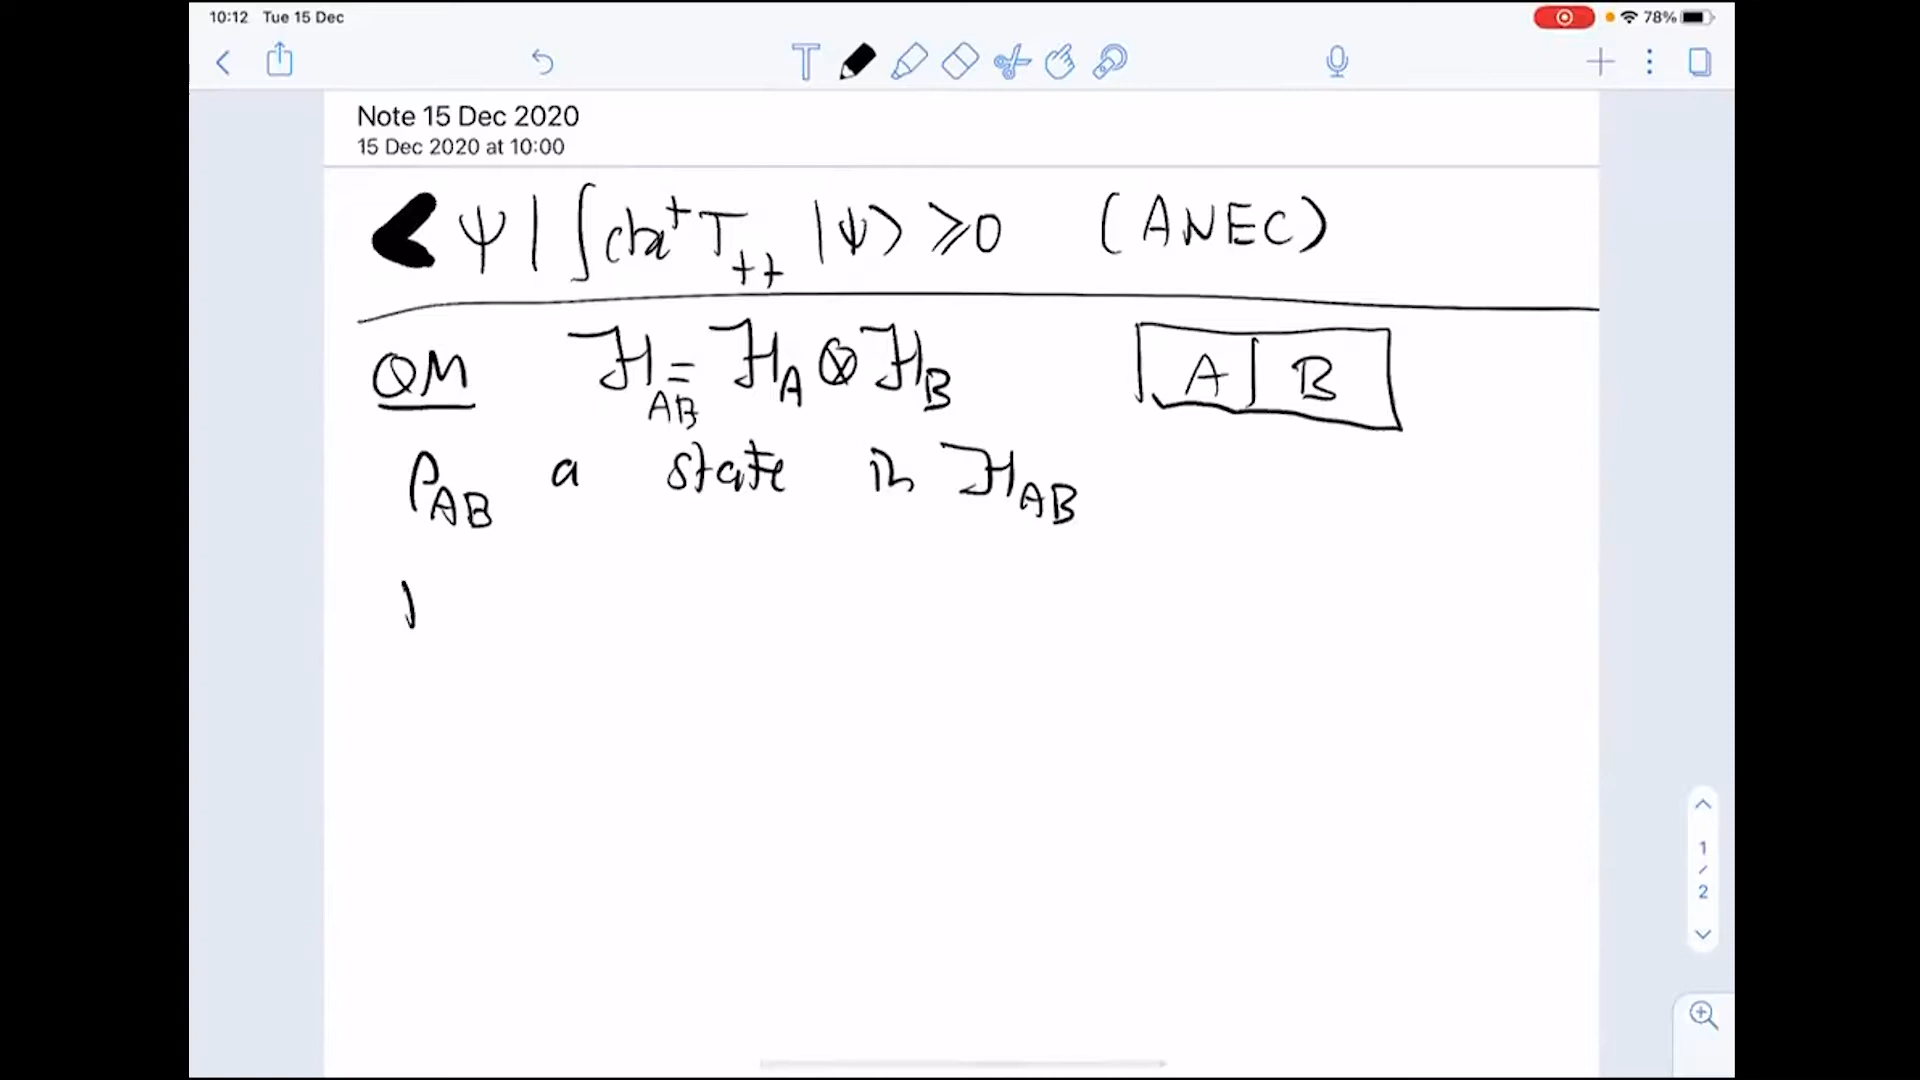 10:12 Tue 15 Dec 78%
T
Note 15 Dec 2020
15 Dec 2020 at 10:00
<ψ| ∫dx⁺ T₊₊ |ψ> ⩾0 (ANEC)
QM ℋ_AB = ℋ_A ⊗ ℋ_B A B
ρ_AB a state in ℋ_AB
1
/
2